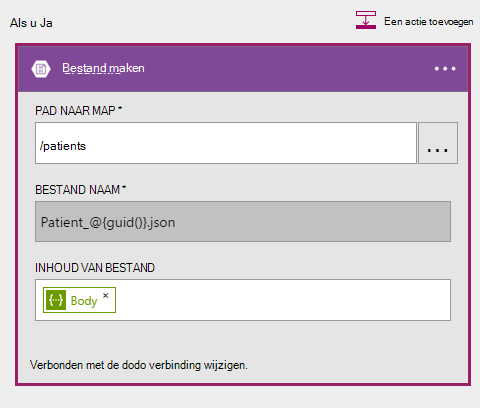 Als u Ja
Een actie toevoegen
Bestand maken
PAD NAAR MAP *
/patients
...
BESTAND NAAM *
Patient_@{guid()}.json
INHOUD VAN BESTAND
Body ×
Verbonden met de dodo verbinding wijzigen.